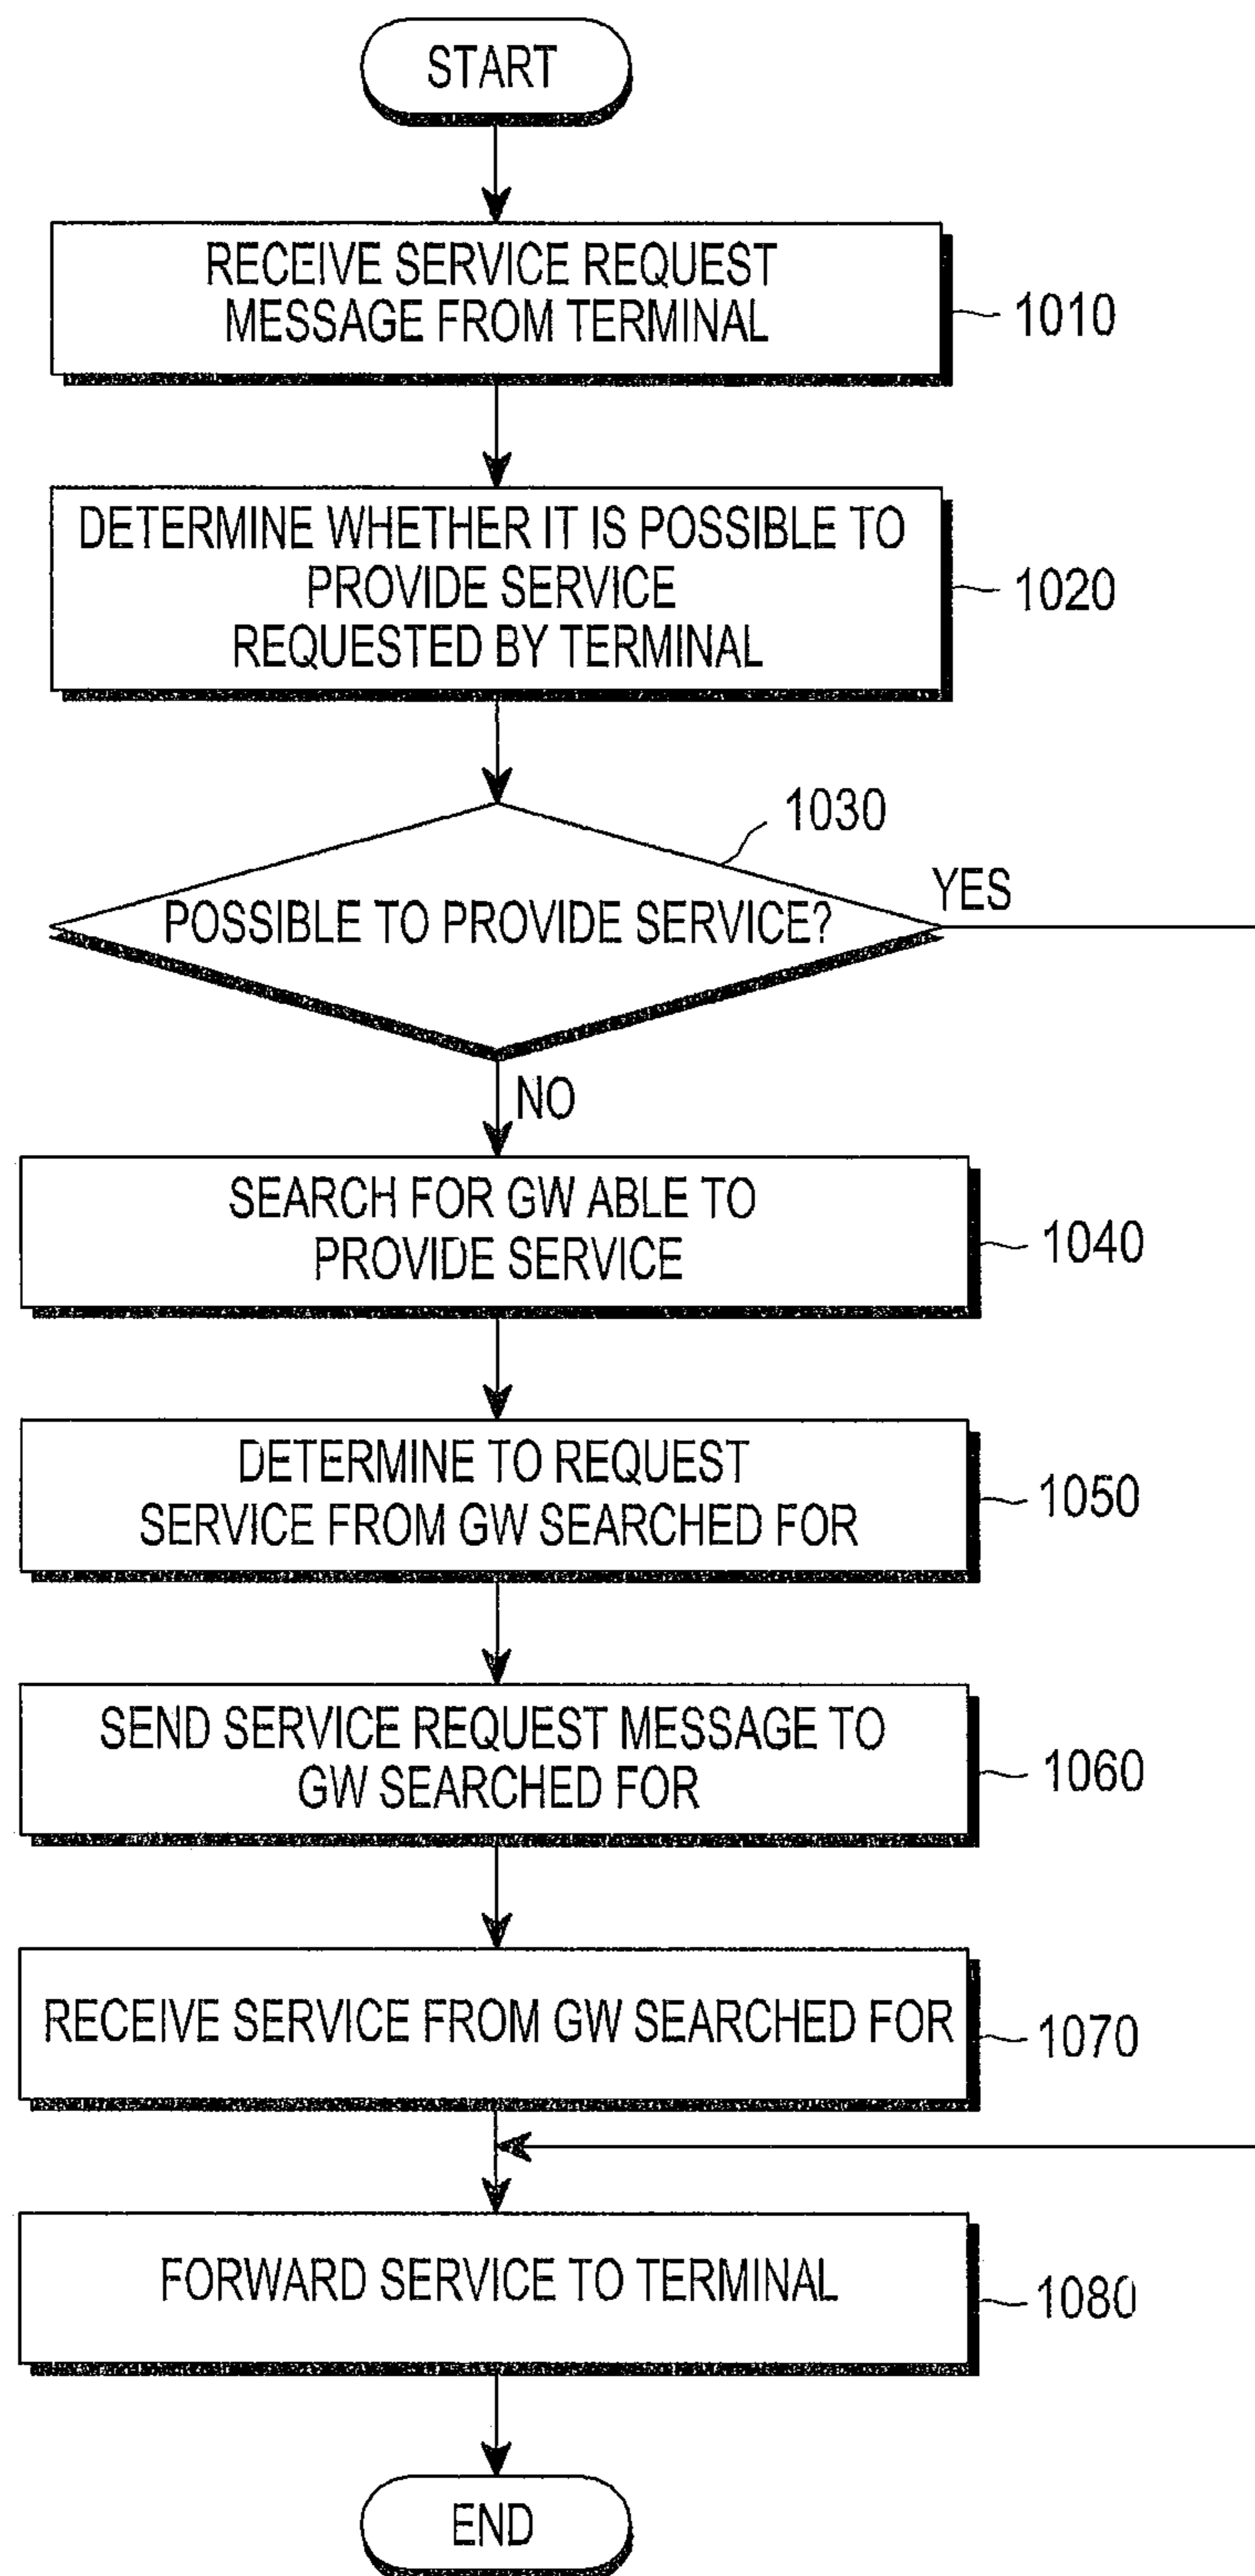 START
RECEIVE SERVICE REQUEST
MESSAGE FROM TERMINAL
1010
DETERMINE WHETHER IT IS POSSIBLE TO
PROVIDE SERVICE
REQUESTED BY TERMINAL
1020
1030
POSSIBLE TO PROVIDE SERVICE?
YES
NO
SEARCH FOR GW ABLE TO
PROVIDE SERVICE
1040
DETERMINE TO REQUEST
SERVICE FROM GW SEARCHED FOR
1050
SEND SERVICE REQUEST MESSAGE TO
GW SEARCHED FOR
1060
RECEIVE SERVICE FROM GW SEARCHED FOR
1070
FORWARD SERVICE TO TERMINAL
1080
END